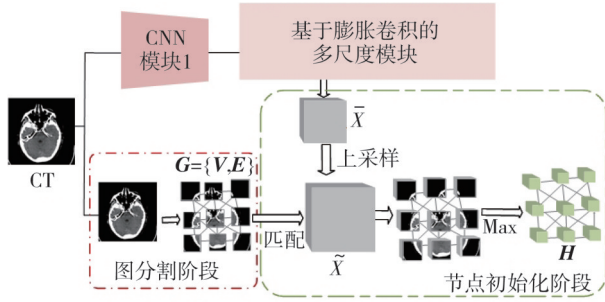 CNN
模块1
基于膨胀卷积的
多尺度模块
X̄
上采样
CT
G={V,E}
匹配
X̃
Max
H
图分割阶段
节点初始化阶段